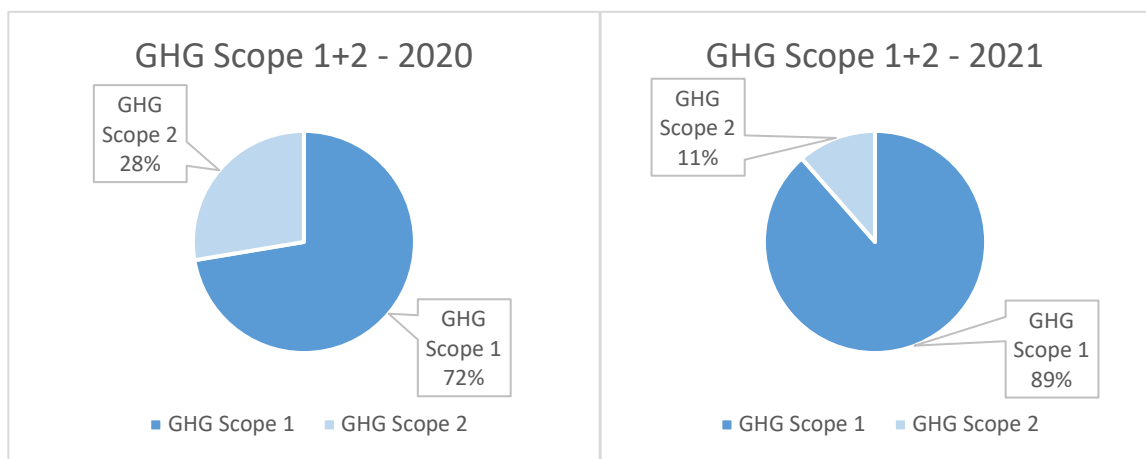 GHG Scope 1+2 - 2020
GHG
Scope 2
28%
GHG
Scope 1
72%
GHG Scope 1
GHG Scope 2
GHG Scope 1+2 - 2021
GHG
Scope 2
11%
GHG
Scope 1
89%
GHG Scope 1
GHG Scope 2